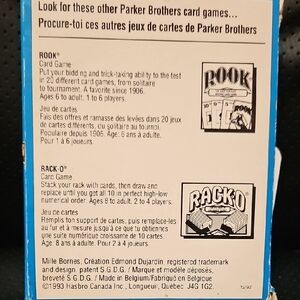 Look for these other Parker Brothers card games...
Procure-toi ces autres jeux de cartes de Parker Brothers
ROOK®
Card Game
Put your bidding and trick-taking ability to the test
in 20 different card games, from solitaire
to tournament. A favorite since 1906.
Ages 6 to adult. 1 to 6 players.
Jeu de cartes
Fais des offres et ramasse des levées dans 20 jeux
de cartes différents, du solitaire au tournoi.
Populaire depuis 1906. Age: 6 ans à adulte.
Pour 1 à 6 joueurs.
ROOK
RACK-O®
Card Game
Stack your rack with cards, then draw and
replace until you get all 10 in perfect high-low
numerical order. Ages 8 to adult. 2 to 4 players.
Jeu de cartes
Remplis ton support de cartes, puis remplace-les
au fur et à mesure jusqu'à ce que tu obtiennes
une suite numérique croissante de 10 cartes.
Age: 8 ans à adulte. Pour 2 à 4 joueurs.
RACK-O
Mille Bornes: Création Edmond Dujardin, registered trademark
and design, patent S.G.D.G. / Marque et modèle déposés,
breveté S.G.D.G. / Made in Belgium/Fabriqué en Belgique
©1993 Hasbro Canada Inc., Longueuil, Québec J4G 1G2.